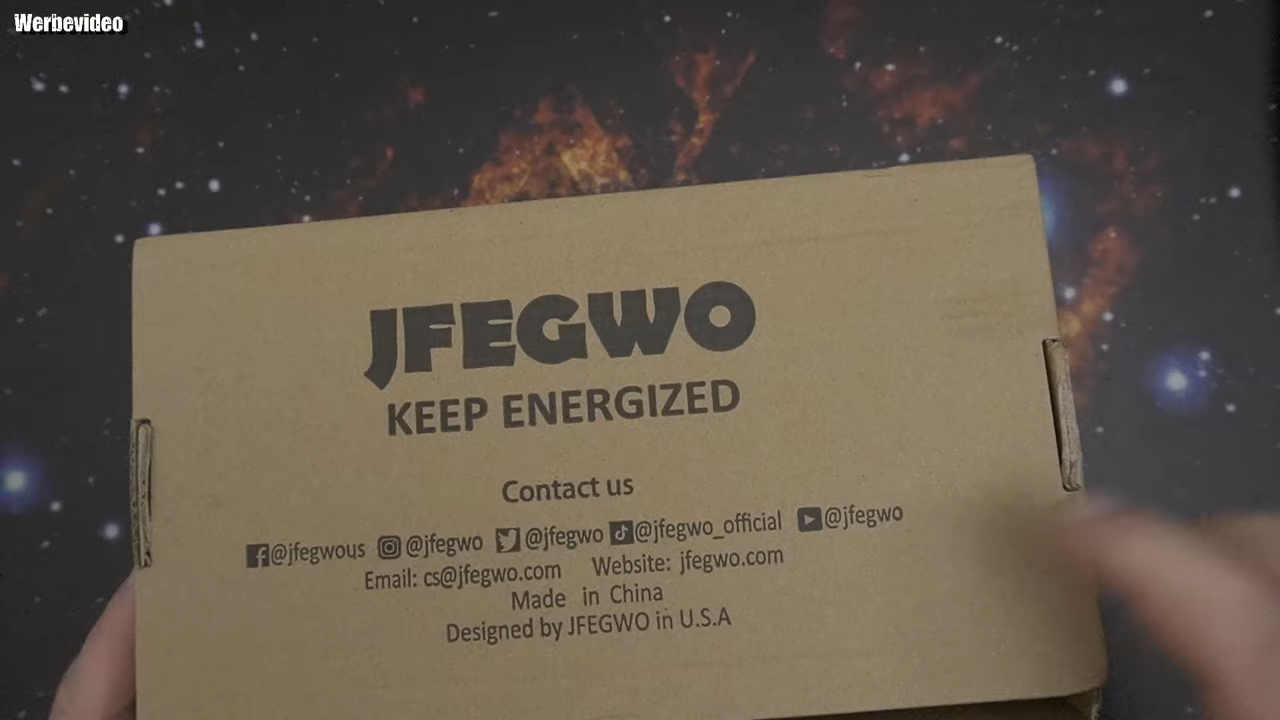 Werbevideo
JFEGWO
KEEP ENERGIZED
Contact us
@jfegwous @jfegwo @jfegwo @jfegwo_official @jfegwo
Email: cs@jfegwo.com Website: jfegwo.com
Made in China
Designed by JFEGWO in U.S.A